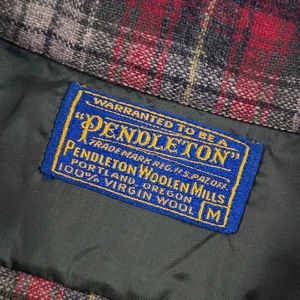 WARRANTED TO BE A
"PENDLETON"
TRADE MARK REG. U.S. PAT. OFF.
PENDLETON WOOLEN MILLS
PORTLAND, OREGON
100% VIRGIN WOOL
M